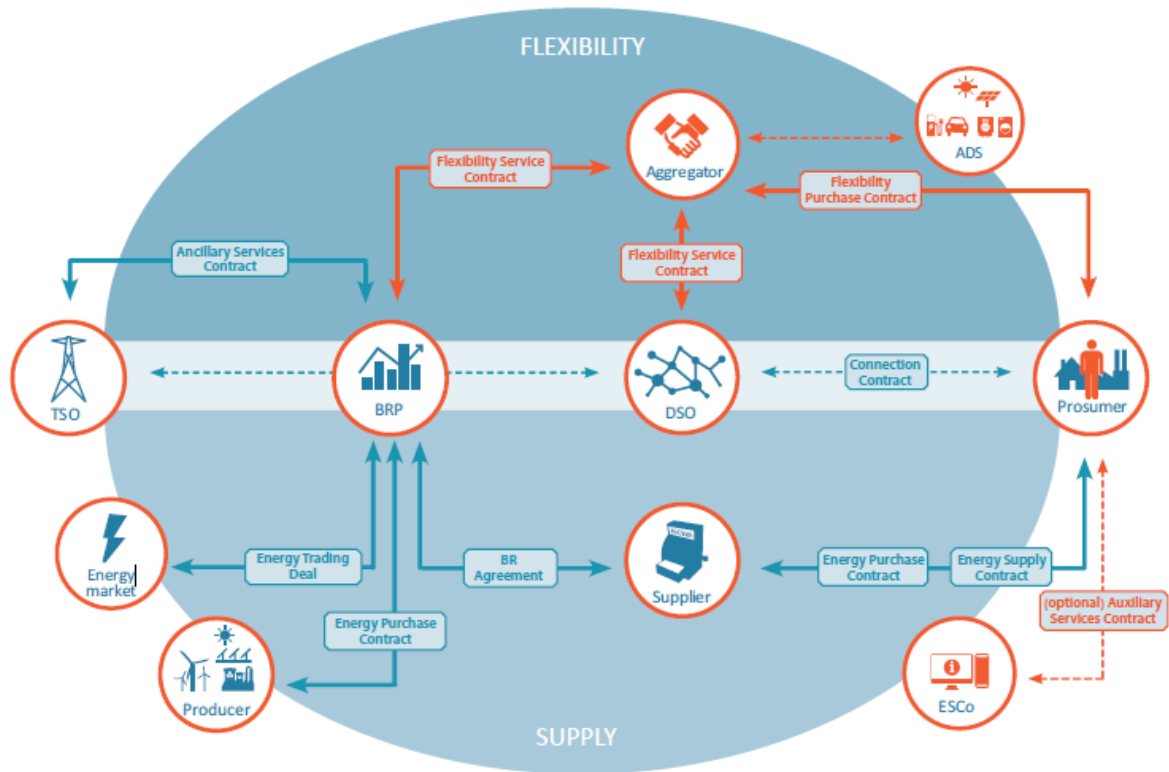 FLEXIBILITY
ADS
Aggregator
Flexibility Service
Contract
Flexibility
Purchase Contract
Ancillary Services
Contract
Flexibility Service
Contract
TSO
BRP
DSO
Connection
Contract
Prosumer
Energy
market
Energy Trading
Deal
BR
Agreement
Supplier
Energy Purchase
Contract
Energy Supply
Contract
(optional) Auxiliary
Services Contract
Energy Purchase
Contract
Producer
ESCo
SUPPLY